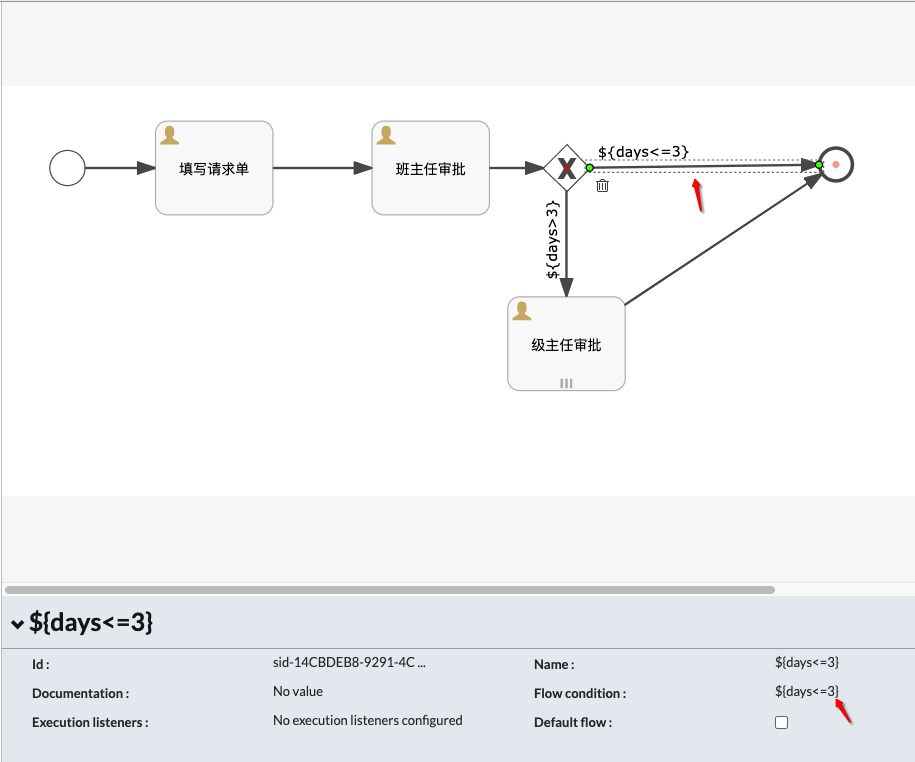 ${days<=3}
填写请求单
班主任审批
${days>3}
级主任审批
${days<=3}
Id :
sid-14CBDEB8-9291-4C ...
Name :
${days<=3}
Documentation :
No value
Flow condition :
${days<=3}
Execution listeners :
No execution listeners configured
Default flow :